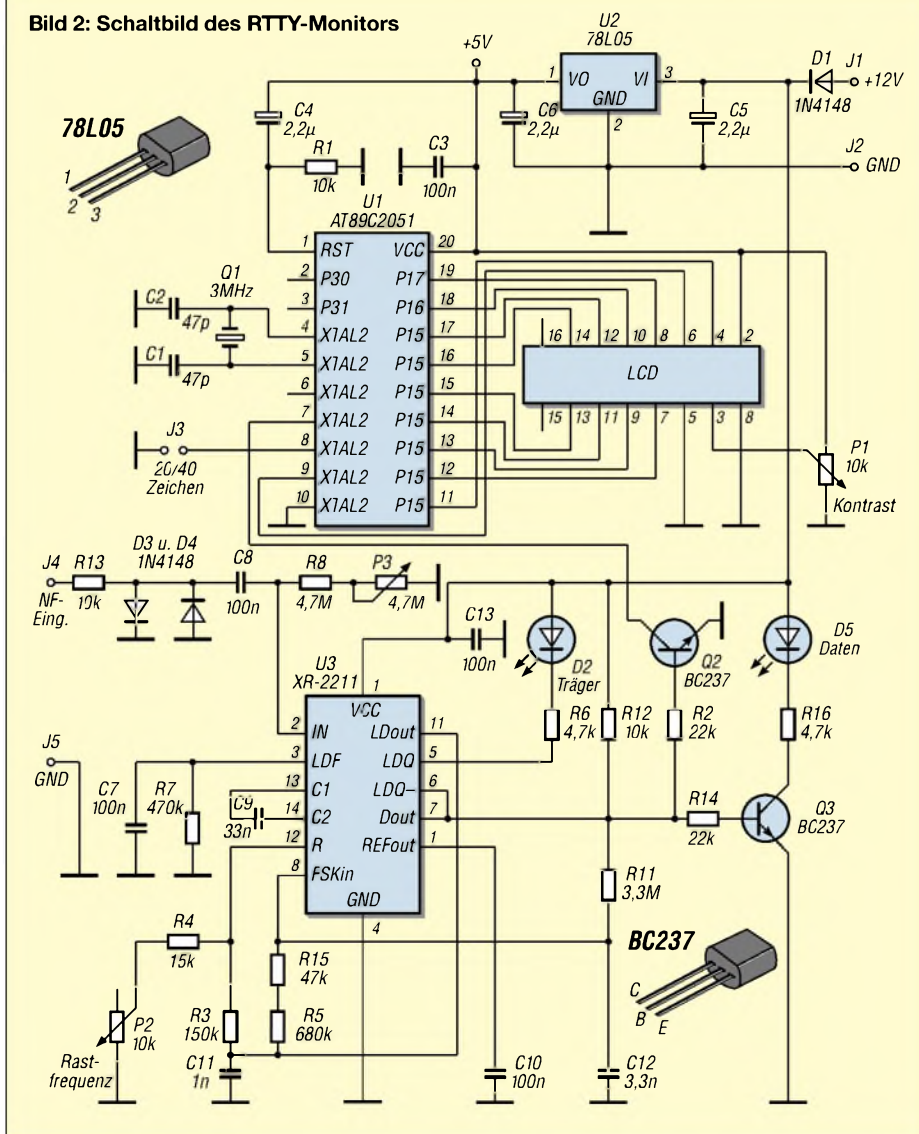 Bild 2: Schaltbild des RTTY-Monitors
+5V
U2
78L05
1 VO VI 3
GND
2
D1
1N4148
J1
+12V
C4
2,2µ
C6
2,2µ
C5
2,2µ
J2
GND
78L05
1
2
3
R1
10k
C3
100n
U1
AT89C2051
1 RST VCC 20
2 P30 P17 19
3 P31 P16 18
4 X1AL2 P15 17
5 X1AL2 P15 16
6 X1AL2 P15 15
7 X1AL2 P15 14
8 X1AL2 P15 13
9 X1AL2 P15 12
10 X1AL2 P15 11
Q1
3MHz
C2
47p
C1
47p
J3
20/40
Zeichen
16 14 12 10 8 6 4 2
LCD
15 13 11 9 7 5 3 8
P1
10k
Kontrast
J4
NF-
Eing.
R13
10k
D3 u. D4
1N4148
C8
100n
R8
4,7M
P3
4,7M
C13
100n
D2
Träger
Q2
BC237
D5
Daten
R6
4,7k
R12
10k
R2
22k
R16
4,7k
U3
XR-2211
1
VCC
2 IN LDout 11
3 LDF LDQ 5
13 C1 LDQ– 6
14 C2 Dout 7
12 R REFout 1
8 FSKin
GND
4
J5
GND
C7
100n
R7
470k
C9
33n
R14
22k
Q3
BC237
R11
3,3M
R4
15k
R15
47k
BC237
C
B
E
P2
10k
Rast-
frequenz
R3
150k
R5
680k
C11
1n
C10
100n
C12
3,3n